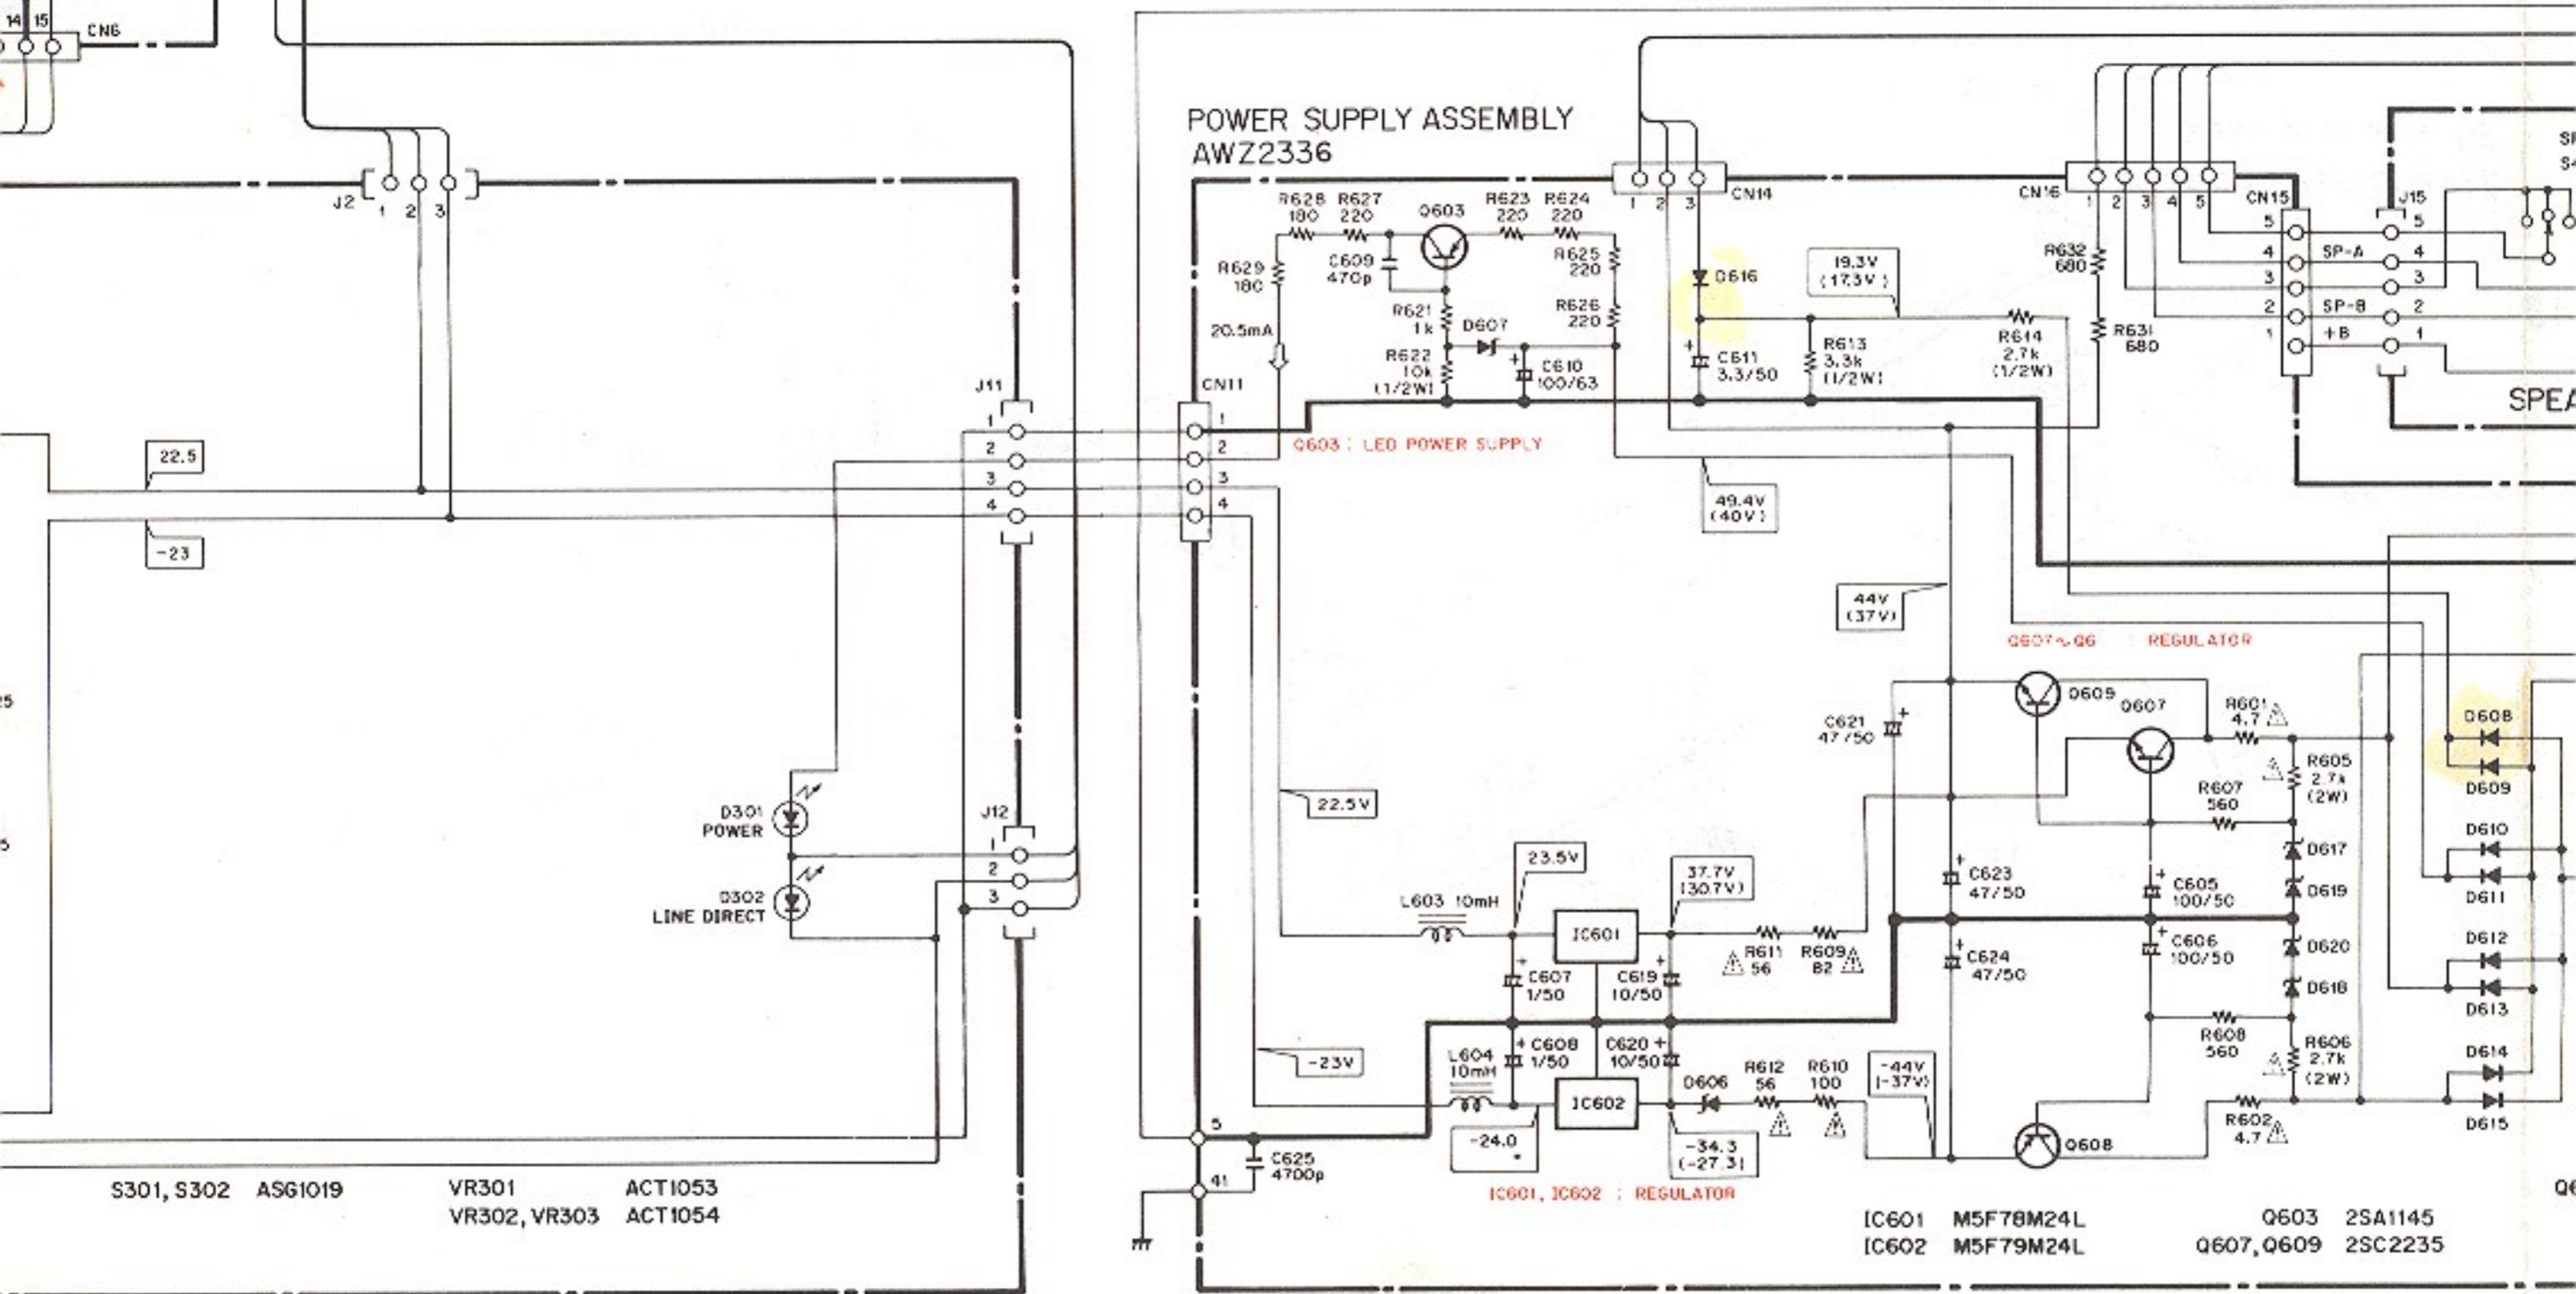 14 15
CN6
J2
1 2 3
J11
1
2
3
4
22.5
-23
25
5
D301
POWER
D302
LINE DIRECT
J12
1
2
3
S301, S302 ASG1019
VR301 ACT1053
VR302, VR303 ACT1054
POWER SUPPLY ASSEMBLY
AWZ2336
R628
180
R627
220
Q603
R623
220
R624
220
R629
180
C609
470p
R625
220
20.5mA
R621
1k
D607
R626
220
R622
10k
(1/2W)
C610
100/63
CN11
1
2
3
4
Q603 : LED POWER SUPPLY
1 2 3
CN14
D616
19.3V
(17.3V)
C611
3.3/50
R613
3.3k
(1/2W)
R614
2.7k
(1/2W)
CN16
1 2 3 4 5
R632
680
R631
680
CN15
J15
5 5
4 SP-A 4
3 3
2 SP-B 2
1 +B 1
SPEA
49.4V
(40V)
44V
(37V)
Q607~Q6 : REGULATOR
Q609
Q607
R601
4.7
C621
47/50
R605
2.7k
(2W)
R607
560
D608
D609
D610
D611
D612
D613
D614
D615
D617
D619
D620
D618
22.5V
23.5V
37.7V
(30.7V)
L603 10mH
IC601
R611
56
R609
82
C623
47/50
C605
100/50
C624
47/50
C606
100/50
C607
1/50
C619
10/50
C608
1/50
C620
10/50
L604
10mH
IC602
D606
R612
56
R610
100
-44V
(-37V)
R608
560
R606
2.7k
(2W)
R602
4.7
Q608
-23V
-24.0
-34.3
(-27.3)
5
C625
4700p
41
IC601, IC602 : REGULATOR
IC601 M5F78M24L
IC602 M5F79M24L
Q603 2SA1145
Q607, Q609 2SC2235